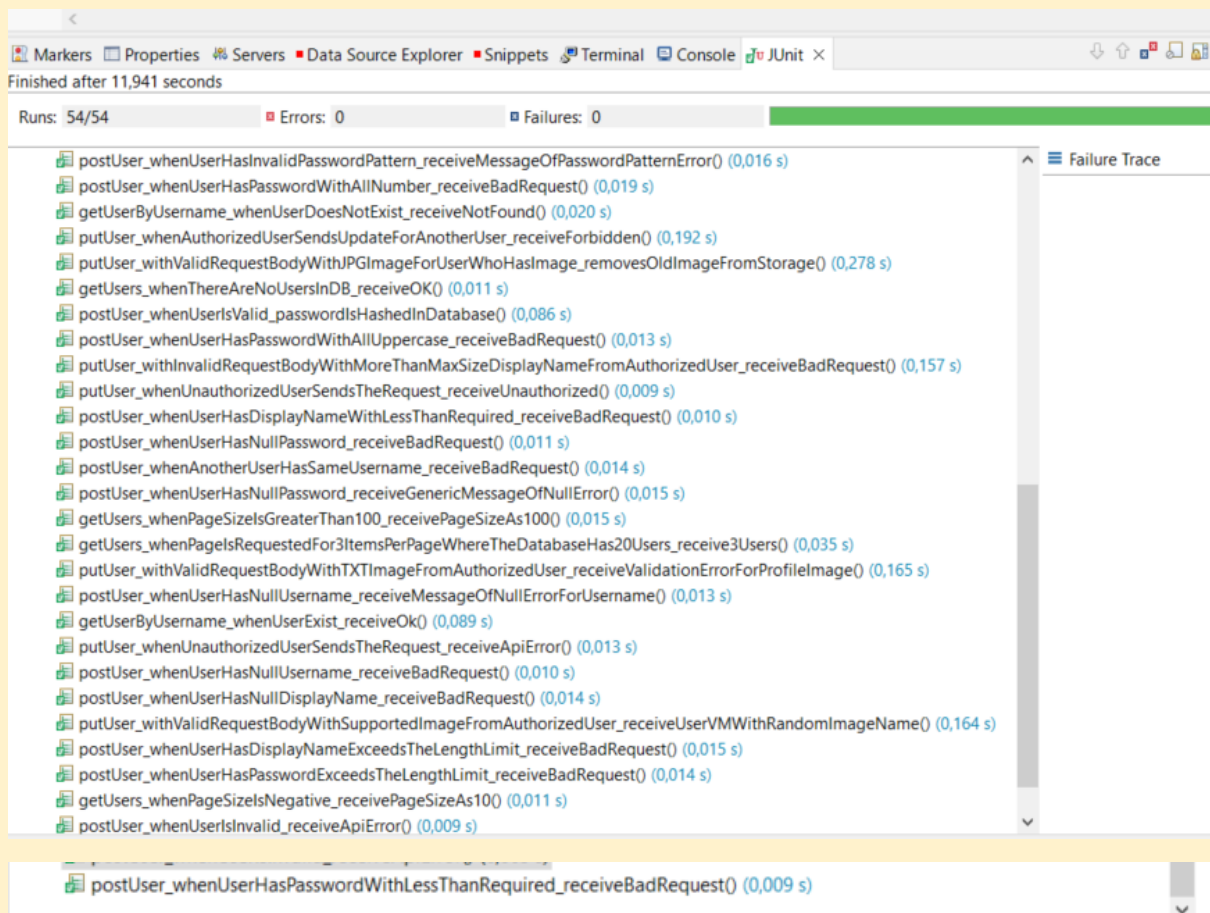 Markers Properties Servers Data Source Explorer Snippets Terminal Console JUnit
Finished after 11,941 seconds
Runs: 54/54 Errors: 0 Failures: 0
Failure Trace
postUser_whenUserHasInvalidPasswordPattern_receiveMessageOfPasswordPatternError() (0,016 s)
postUser_whenUserHasPasswordWithAllNumber_receiveBadRequest() (0,019 s)
getUserByUsername_whenUserDoesNotExist_receiveNotFound() (0,020 s)
putUser_whenAuthorizedUserSendsUpdateForAnotherUser_receiveForbidden() (0,192 s)
putUser_withValidRequestBodyWithJPGImageForUserWhoHasImage_removesOldImageFromStorage() (0,278 s)
getUsers_whenThereAreNoUsersInDB_receiveOK() (0,011 s)
postUser_whenUserIsValid_passwordIsHashedInDatabase() (0,086 s)
postUser_whenUserHasPasswordWithAllUppercase_receiveBadRequest() (0,013 s)
putUser_withInvalidRequestBodyWithMoreThanMaxSizeDisplayNameFromAuthorizedUser_receiveBadRequest() (0,157 s)
putUser_whenUnauthorizedUserSendsTheRequest_receiveUnauthorized() (0,009 s)
postUser_whenUserHasDisplayNameWithLessThanRequired_receiveBadRequest() (0,010 s)
postUser_whenUserHasNullPassword_receiveBadRequest() (0,011 s)
postUser_whenAnotherUserHasSameUsername_receiveBadRequest() (0,014 s)
postUser_whenUserHasNullPassword_receiveGenericMessageOfNullError() (0,015 s)
getUsers_whenPageSizeIsGreaterThan100_receivePageSizeAs100() (0,015 s)
getUsers_whenPageIsRequestedFor3ItemsPerPageWhereTheDatabaseHas20Users_receive3Users() (0,035 s)
putUser_withValidRequestBodyWithTXTImageFromAuthorizedUser_receiveValidationErrorForProfileImage() (0,165 s)
postUser_whenUserHasNullUsername_receiveMessageOfNullErrorForUsername() (0,013 s)
getUserByUsername_whenUserExist_receiveOk() (0,089 s)
putUser_whenUnauthorizedUserSendsTheRequest_receiveApiError() (0,013 s)
postUser_whenUserHasNullUsername_receiveBadRequest() (0,010 s)
postUser_whenUserHasNullDisplayName_receiveBadRequest() (0,014 s)
putUser_withValidRequestBodyWithSupportedImageFromAuthorizedUser_receiveUserVMWithRandomImageName() (0,164 s)
postUser_whenUserHasDisplayNameExceedsTheLengthLimit_receiveBadRequest() (0,015 s)
postUser_whenUserHasPasswordExceedsTheLengthLimit_receiveBadRequest() (0,014 s)
getUsers_whenPageSizeIsNegative_receivePageSizeAs10() (0,011 s)
postUser_whenUserIsInvalid_receiveApiError() (0,009 s)
postUser_whenUserHasPasswordWithLessThanRequired_receiveBadRequest() (0,009 s)